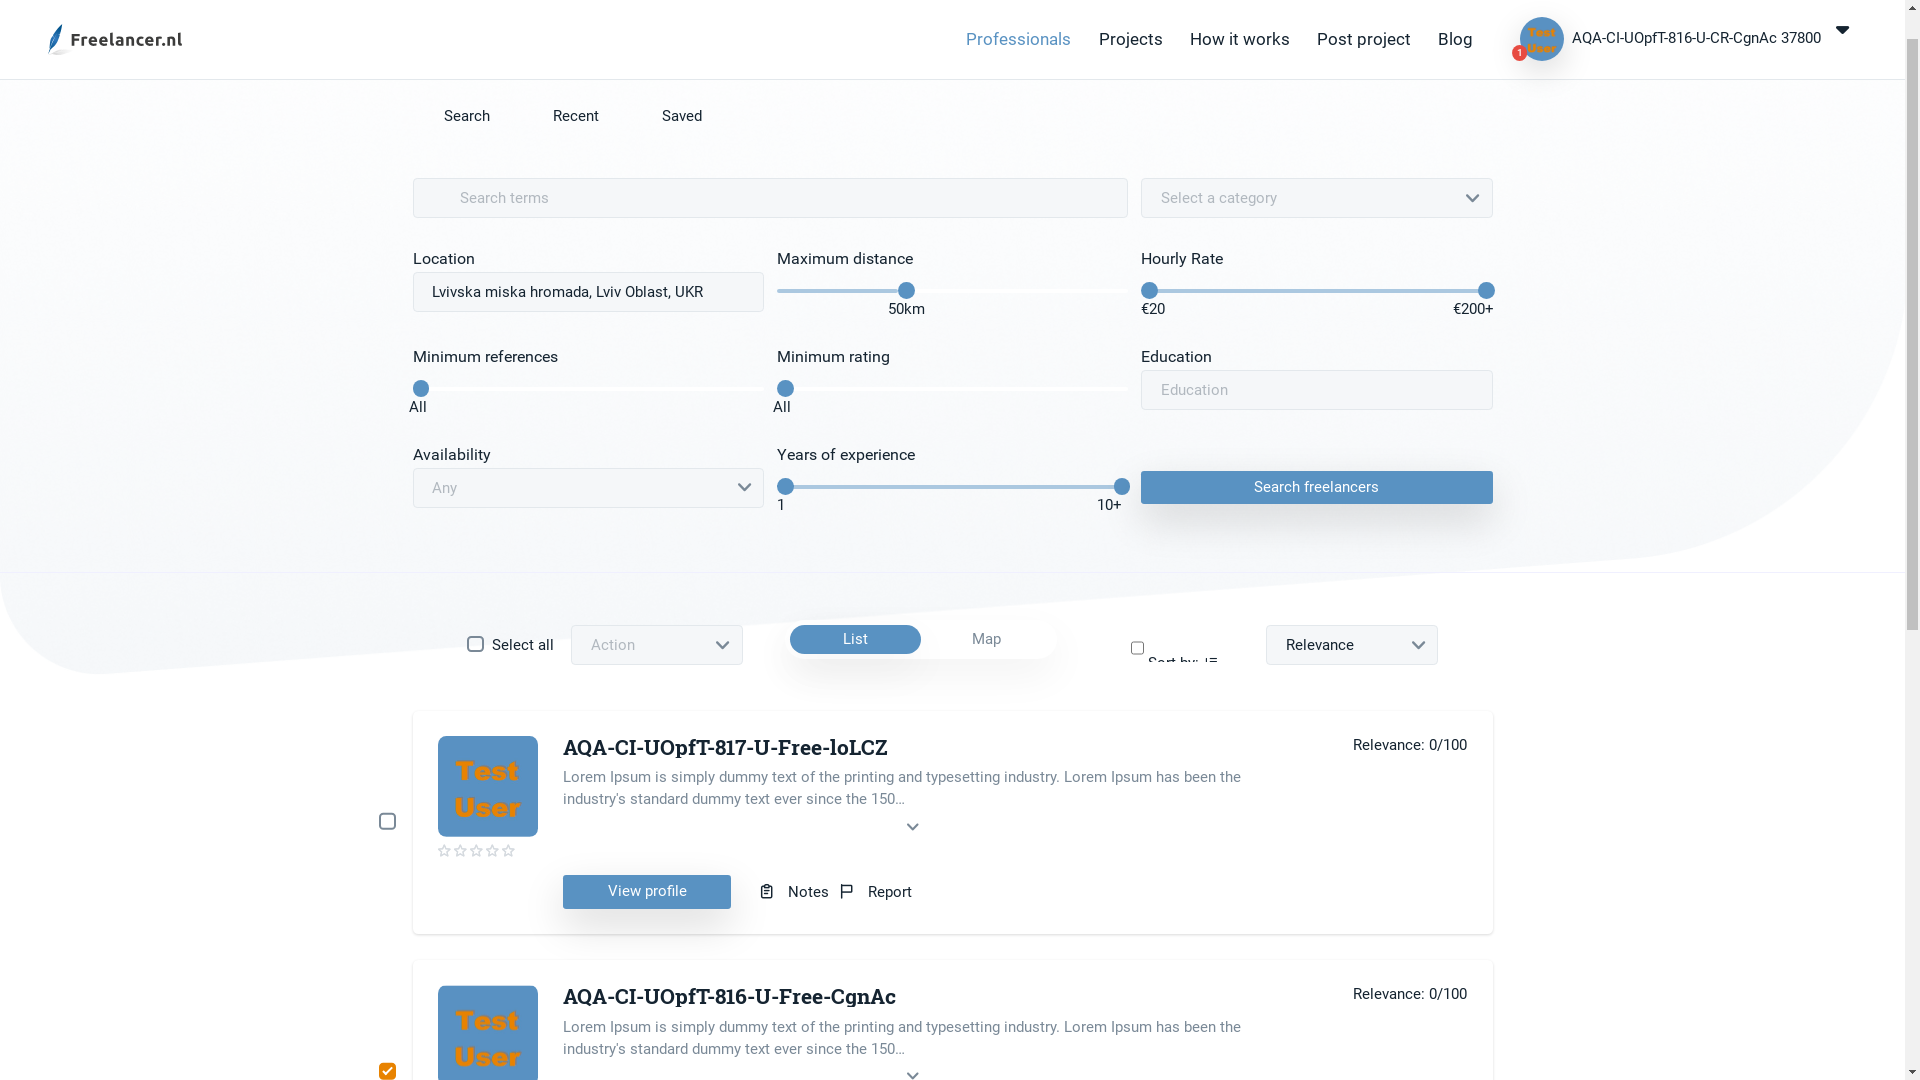 Freelancer.nl
Professionals
Projects
How it works
Post project
Blog
Test
User
1
AQA-CI-UOpfT-816-U-CR-CgnAc 37800
Search
Recent
Saved
Search terms
Select a category
Location
Maximum distance
Hourly Rate
Lvivska miska hromada, Lviv Oblast, UKR
50km
€20
€200+
Minimum references
Minimum rating
Education
All
All
Education
Availability
Years of experience
Any
1
10+
Search freelancers
Select all
Action
List
Map
Sort by:
Relevance
Test
User
AQA-CI-UOpfT-817-U-Free-loLCZ
Relevance: 0/100
Lorem Ipsum is simply dummy text of the printing and typesetting industry. Lorem Ipsum has been the
industry's standard dummy text ever since the 150...
View profile
Notes
Report
Test
User
AQA-CI-UOpfT-816-U-Free-CgnAc
Relevance: 0/100
Lorem Ipsum is simply dummy text of the printing and typesetting industry. Lorem Ipsum has been the
industry's standard dummy text ever since the 150...